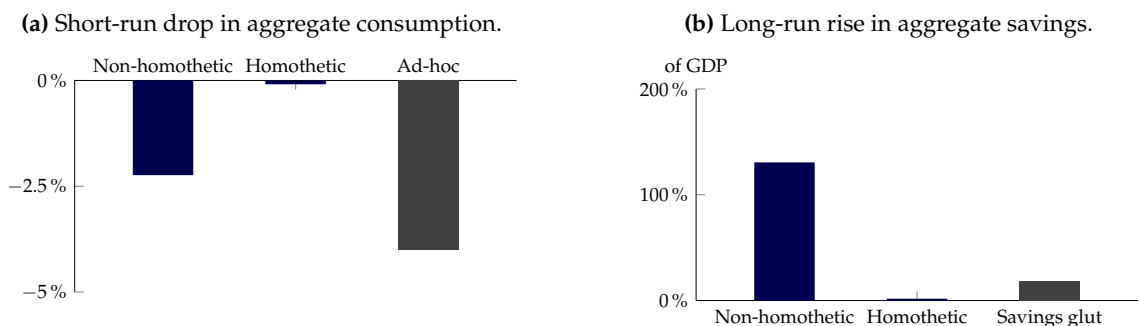 (a) Short-run drop in aggregate consumption.
Non-homothetic Homothetic Ad-hoc
0 %
−2.5 %
−5 %
(b) Long-run rise in aggregate savings.
of GDP
200 %
100 %
0 %
Non-homothetic Homothetic Savings glut